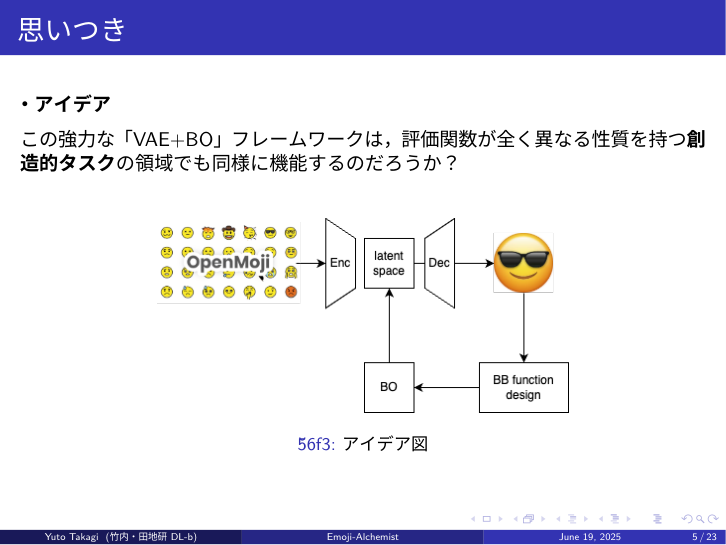 思いつき
・アイデア
この強力な「VAE+BO」フレームワークは，評価関数が全く異なる性質を持つ創
造的タスクの領域でも同様に機能するのだろうか？
OpenMoji
Enc
latent
space
Dec
BO
BB function
design
56f3: アイデア図
Yuto Takagi (竹内・田地研 DL-b)
Emoji-Alchemist
June 19, 2025
5 / 23